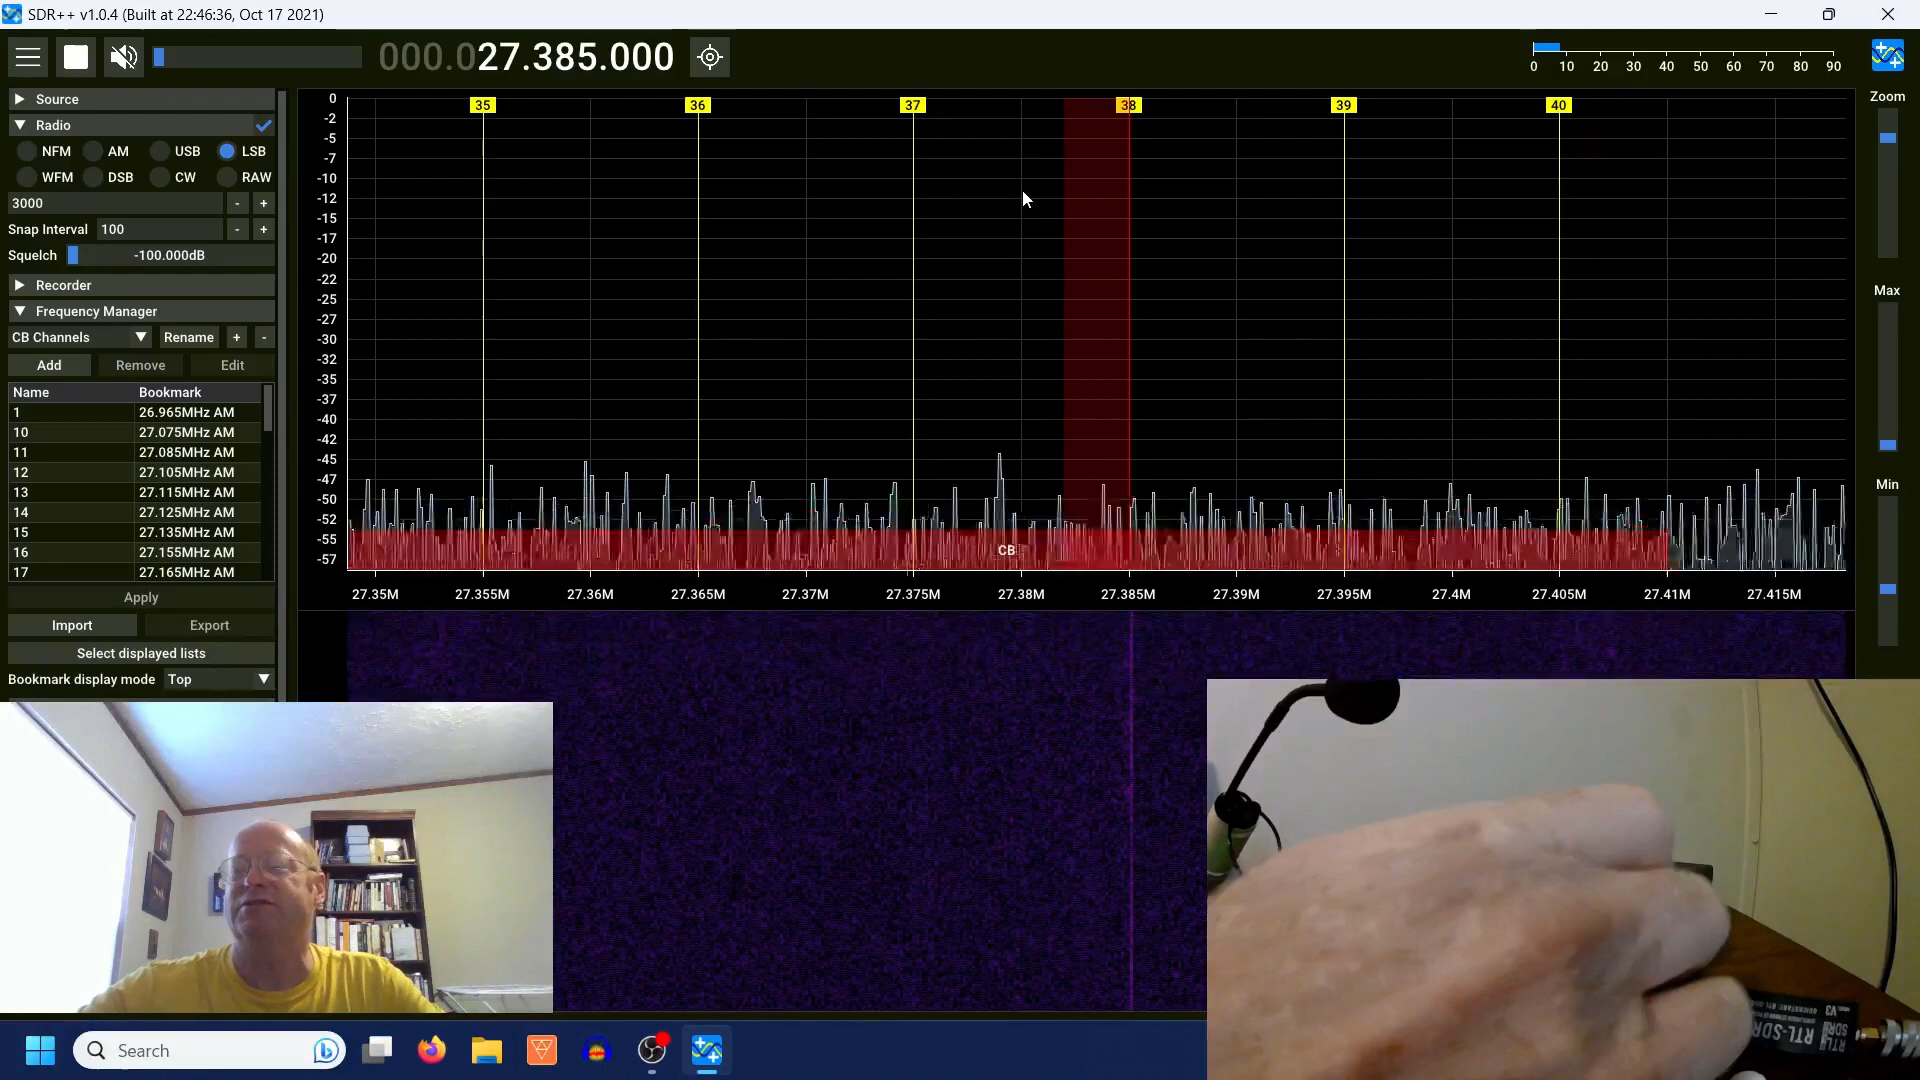 SDR++ v1.0.4 (Built at 22:46:36, Oct 17 2021)
000.027.385.000
0 10 20 30 40 50 60 70 80 90
Source
Radio
NFM AM USB LSB
WFM DSB CW RAW
3000 - +
Snap Interval 100 - +
Squelch -100.000dB
Recorder
Frequency Manager
CB Channels Rename + -
Add Remove Edit
Name Bookmark
1 26.965MHz AM
10 27.075MHz AM
11 27.085MHz AM
12 27.105MHz AM
13 27.115MHz AM
14 27.125MHz AM
15 27.135MHz AM
16 27.155MHz AM
17 27.165MHz AM
Apply
Import Export
Select displayed lists
Bookmark display mode Top
35 36 37 38 39 40
0
-2
-5
-7
-10
-12
-15
-17
-20
-22
-25
-27
-30
-32
-35
-37
-40
-42
-45
-47
-50
-52
-55
-57
CB
27.35M 27.355M 27.36M 27.365M 27.37M 27.375M 27.38M 27.385M 27.39M 27.395M 27.4M 27.405M 27.41M 27.415M
Zoom
Max
Min
RTL-SDR
V3
Search